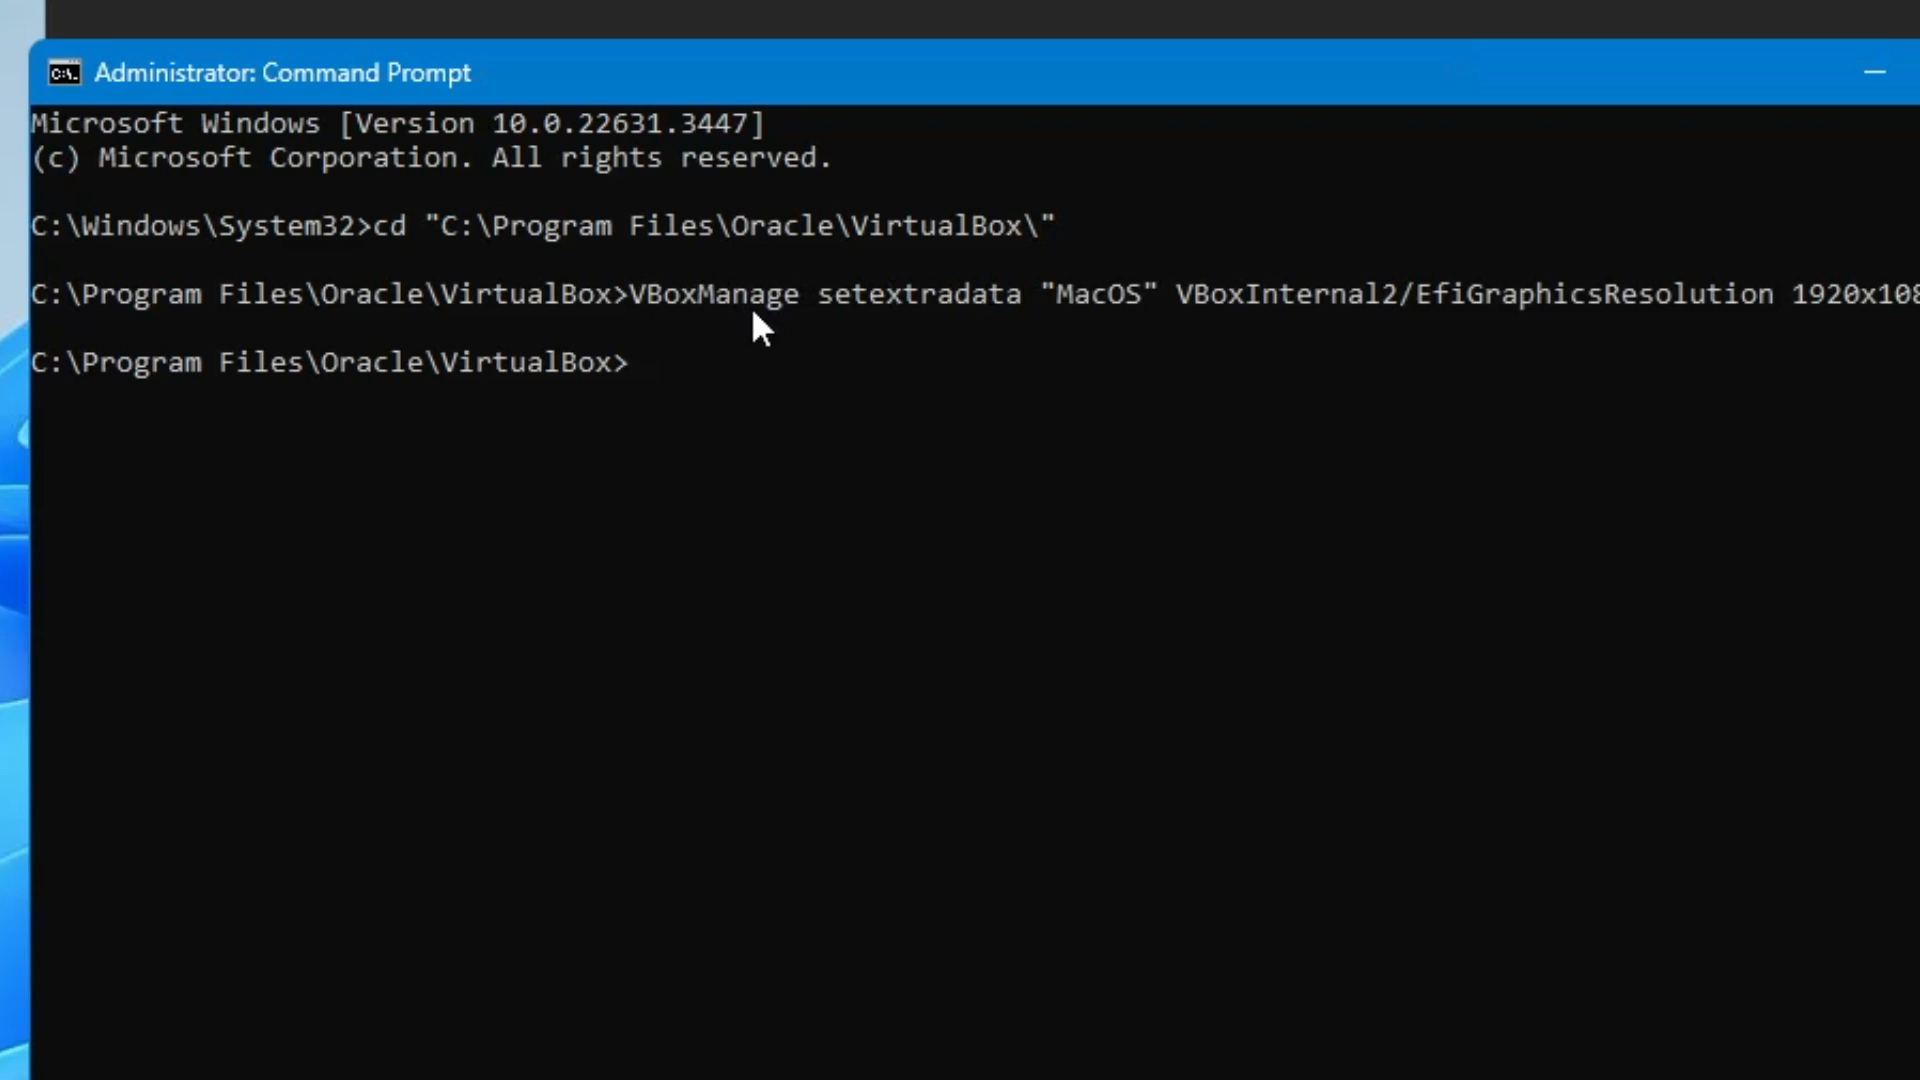 Administrator: Command Prompt
Microsoft Windows [Version 10.0.22631.3447]
(c) Microsoft Corporation. All rights reserved.
C:\Windows\System32>cd "C:\Program Files\Oracle\VirtualBox\"
C:\Program Files\Oracle\VirtualBox>VBoxManage setextradata "MacOS" VBoxInternal2/EfiGraphicsResolution 1920x108
C:\Program Files\Oracle\VirtualBox>